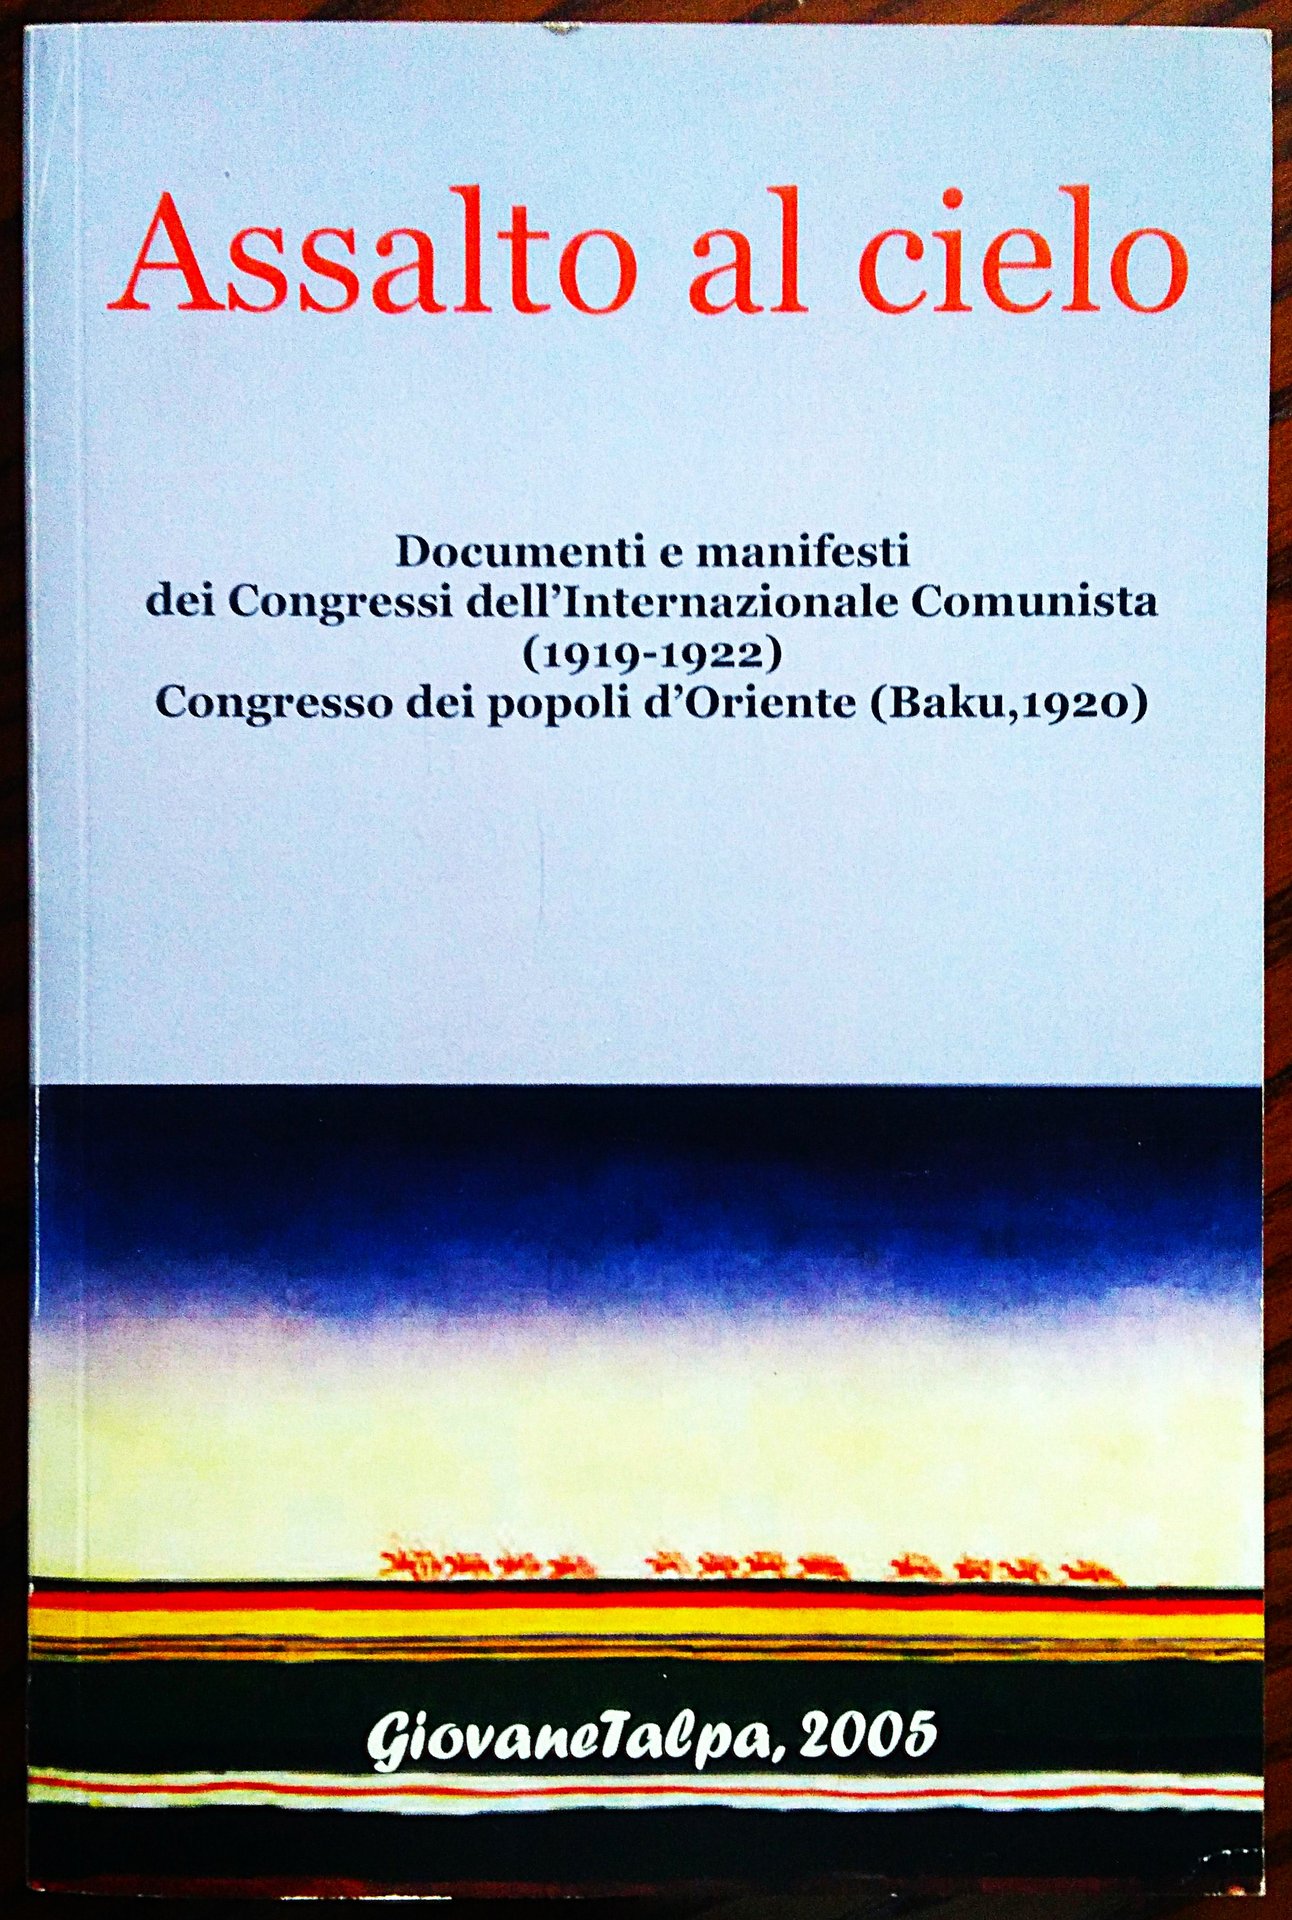 Assalto al cielo
Documenti e manifesti
dei Congressi dell’Internazionale Comunista
(1919-1922)
Congresso dei popoli d’Oriente (Baku,1920)
GiovaneTalpa, 2005